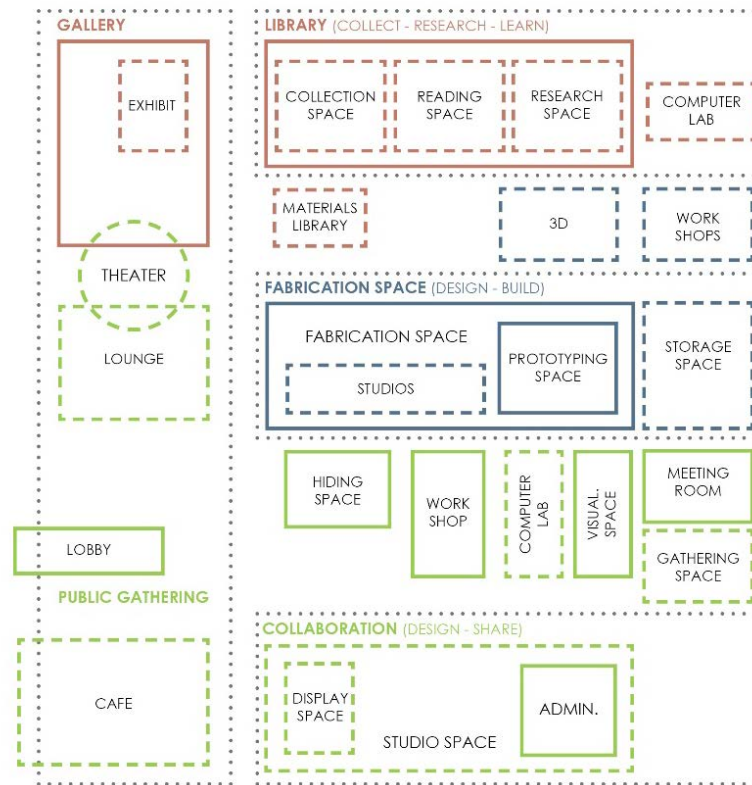 GALLERY
EXHIBIT
THEATER
LOUNGE
LOBBY
PUBLIC GATHERING
CAFE
LIBRARY (COLLECT - RESEARCH - LEARN)
COLLECTION
SPACE
READING
SPACE
RESEARCH
SPACE
COMPUTER
LAB
MATERIALS
LIBRARY
3D
WORK
SHOPS
FABRICATION SPACE (DESIGN - BUILD)
FABRICATION SPACE
STUDIOS
PROTOTYPING
SPACE
STORAGE
SPACE
HIDING
SPACE
WORK
SHOP
COMPUTER
LAB
VISUAL.
SPACE
MEETING
ROOM
GATHERING
SPACE
COLLABORATION (DESIGN - SHARE)
DISPLAY
SPACE
STUDIO SPACE
ADMIN.